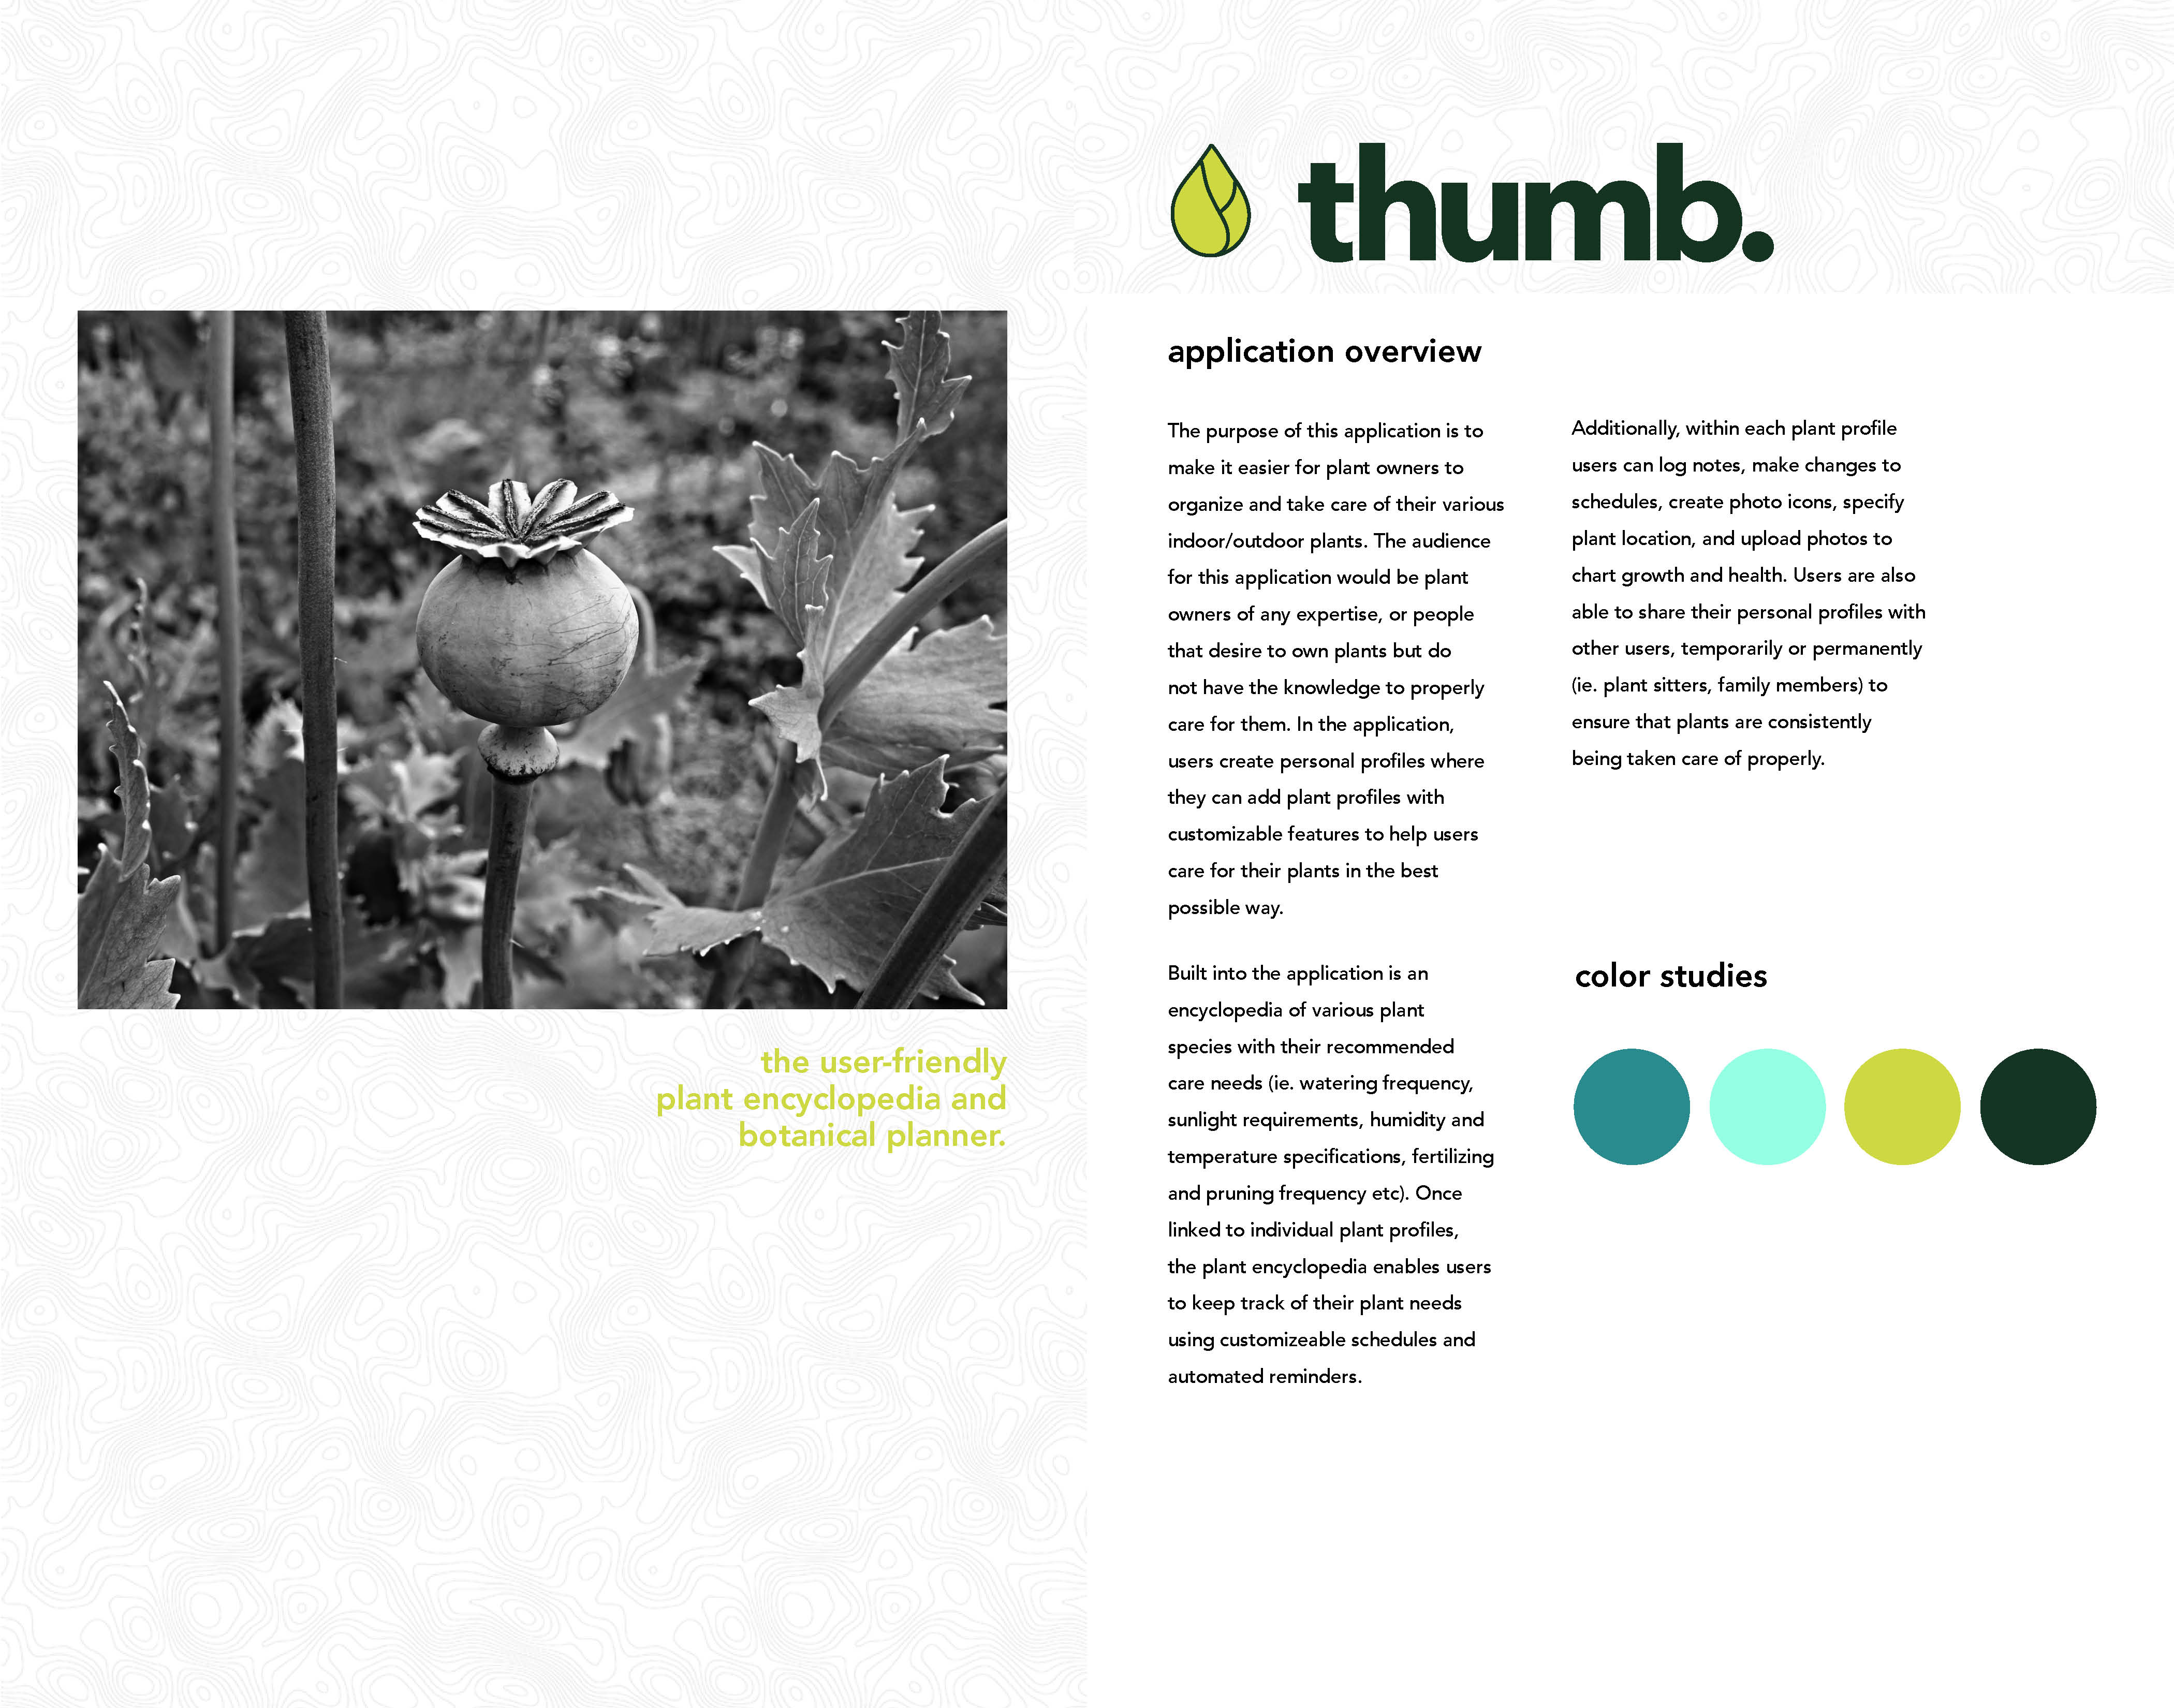 thumb.
the user-friendly
plant encyclopedia and
botanical planner.
application overview
The purpose of this application is to
make it easier for plant owners to
organize and take care of their various
indoor/outdoor plants. The audience
for this application would be plant
owners of any expertise, or people
that desire to own plants but do
not have the knowledge to properly
care for them. In the application,
users create personal profiles where
they can add plant profiles with
customizable features to help users
care for their plants in the best
possible way.
Built into the application is an
encyclopedia of various plant
species with their recommended
care needs (ie. watering frequency,
sunlight requirements, humidity and
temperature specifications, fertilizing
and pruning frequency etc). Once
linked to individual plant profiles,
the plant encyclopedia enables users
to keep track of their plant needs
using customizeable schedules and
automated reminders.
Additionally, within each plant profile
users can log notes, make changes to
schedules, create photo icons, specify
plant location, and upload photos to
chart growth and health. Users are also
able to share their personal profiles with
other users, temporarily or permanently
(ie. plant sitters, family members) to
ensure that plants are consistently
being taken care of properly.
color studies